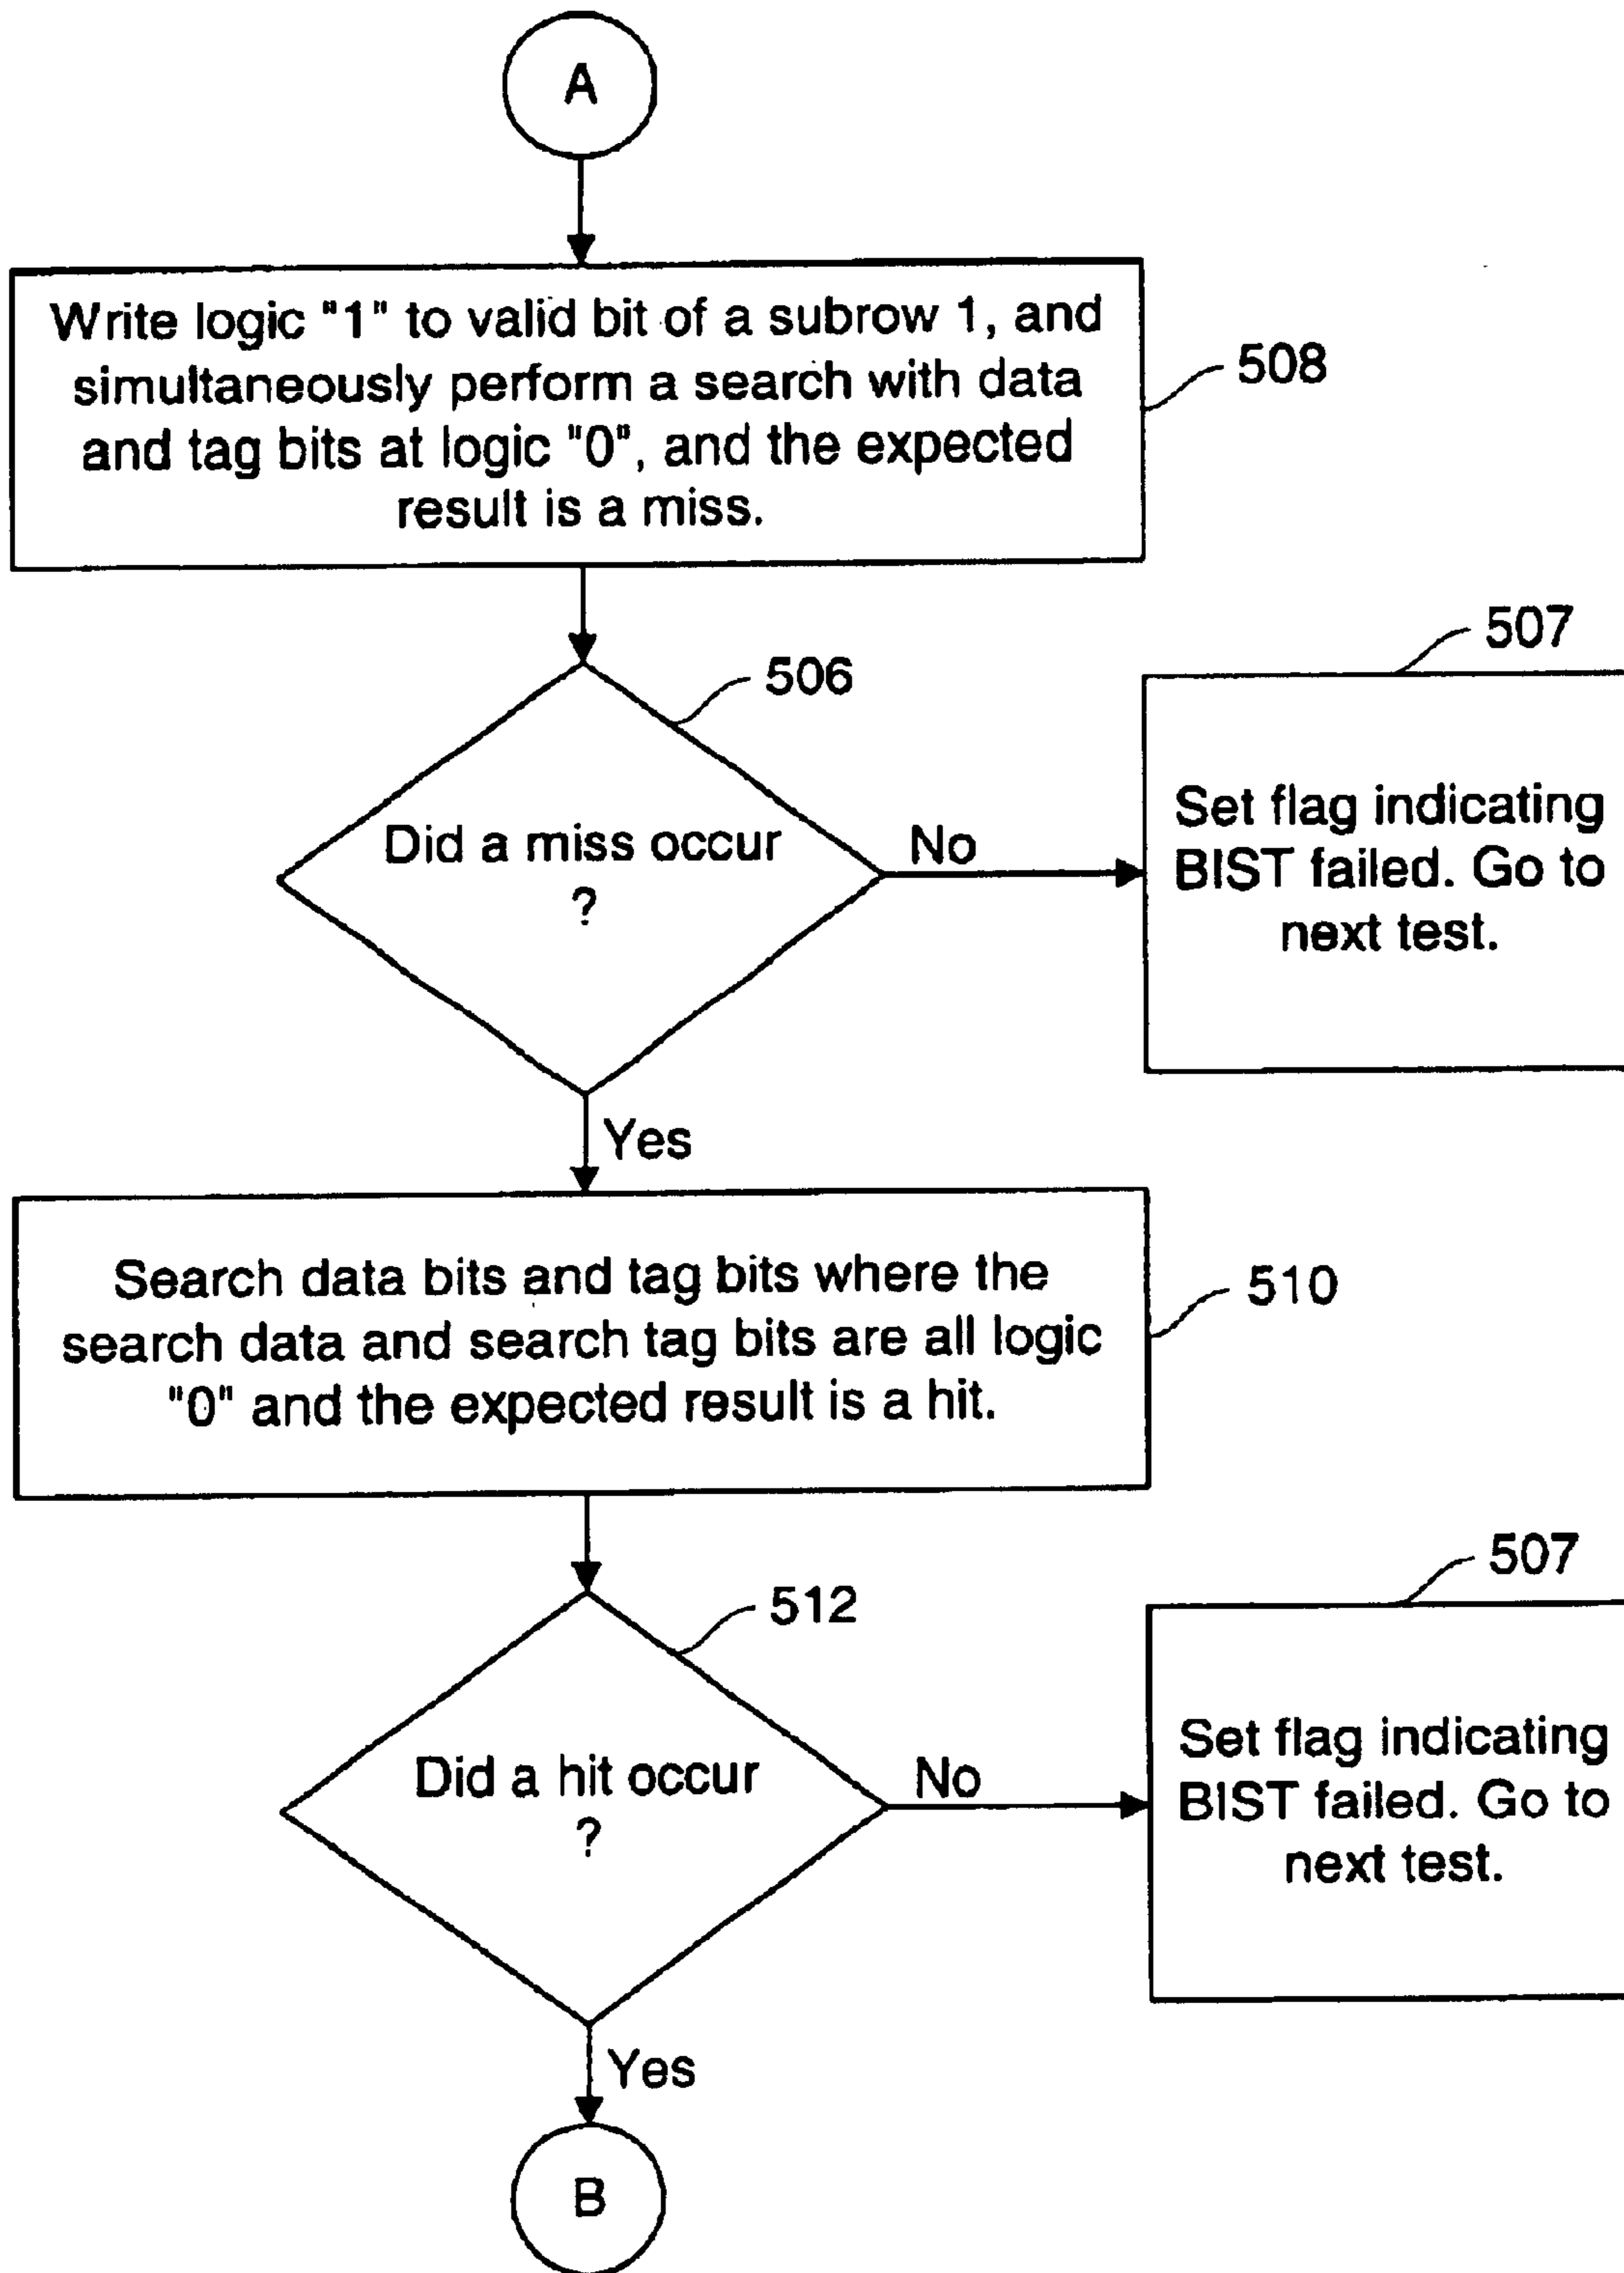 A
Write logic "1" to valid bit of a subrow 1, and
simultaneously perform a search with data
and tag bits at logic "0", and the expected
result is a miss.
508
506
Did a miss occur
?
No
507
Set flag indicating
BIST failed. Go to
next test.
Yes
Search data bits and tag bits where the
search data and search tag bits are all logic
"0" and the expected result is a hit.
510
512
Did a hit occur
?
No
507
Set flag indicating
BIST failed. Go to
next test.
Yes
B